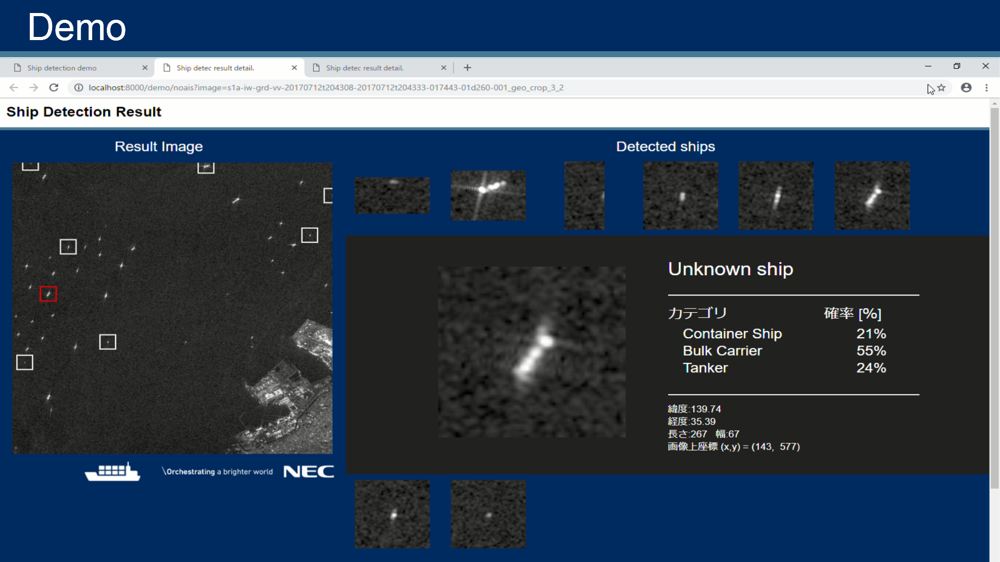 Demo
Ship detection demo
Ship detec result detail.
Ship detec result detail.
localhost:8000/demo/noais?image=s1a-iw-grd-vv-20170712t204308-20170712t204333-017443-01d260-001_geo_crop_3_2
Ship Detection Result
Result Image
Detected ships
Unknown ship
カテゴリ 確率 [%]
Container Ship 21%
Bulk Carrier 55%
Tanker 24%
緯度:139.74
経度:35.39
長さ:267 幅:67
画像上座標 (x,y) = (143, 577)
\Orchestrating a brighter world NEC